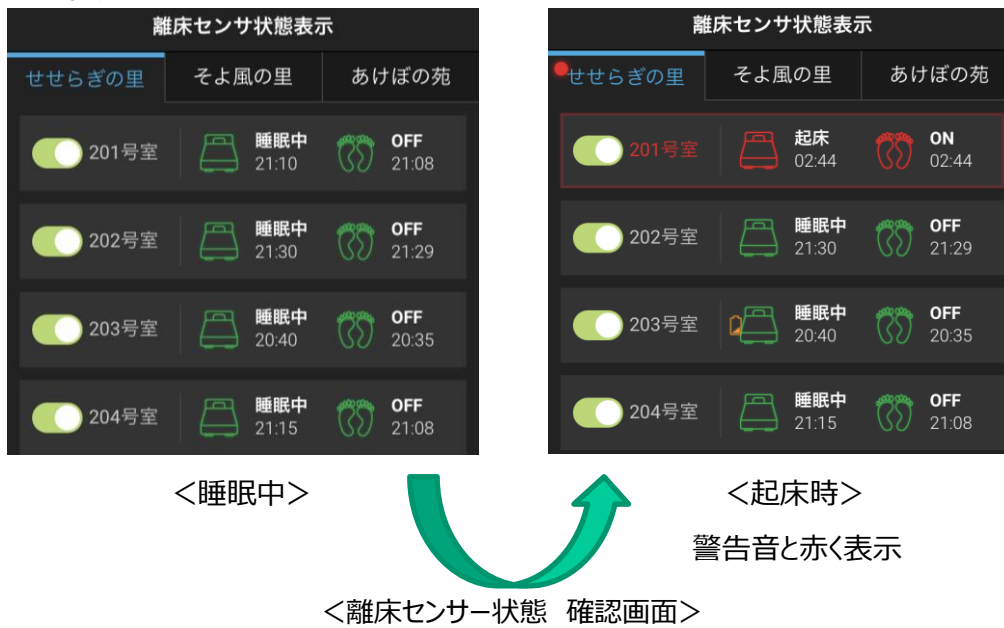 離床センサ状態表示
せせらぎの里 そよ風の里 あけぼの苑
201号室 睡眠中 OFF
21:10 21:08
202号室 睡眠中 OFF
21:30 21:29
203号室 睡眠中 OFF
20:40 20:35
204号室 睡眠中 OFF
21:15 21:08
＜睡眠中＞
離床センサ状態表示
せせらぎの里 そよ風の里 あけぼの苑
201号室 起床 ON
02:44 02:44
202号室 睡眠中 OFF
21:30 21:29
203号室 睡眠中 OFF
20:40 20:35
204号室 睡眠中 OFF
21:15 21:08
＜起床時＞
警告音と赤く表示
＜離床センサー状態 確認画面＞